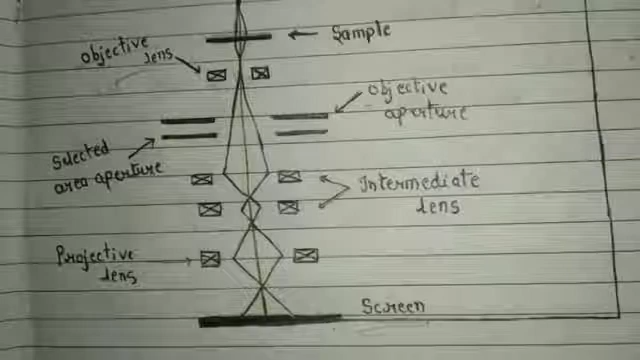 Sample
Objective
lens
Objective
aperture
Selected
area aperture
Intermediate
lens
Projective
lens
Screen